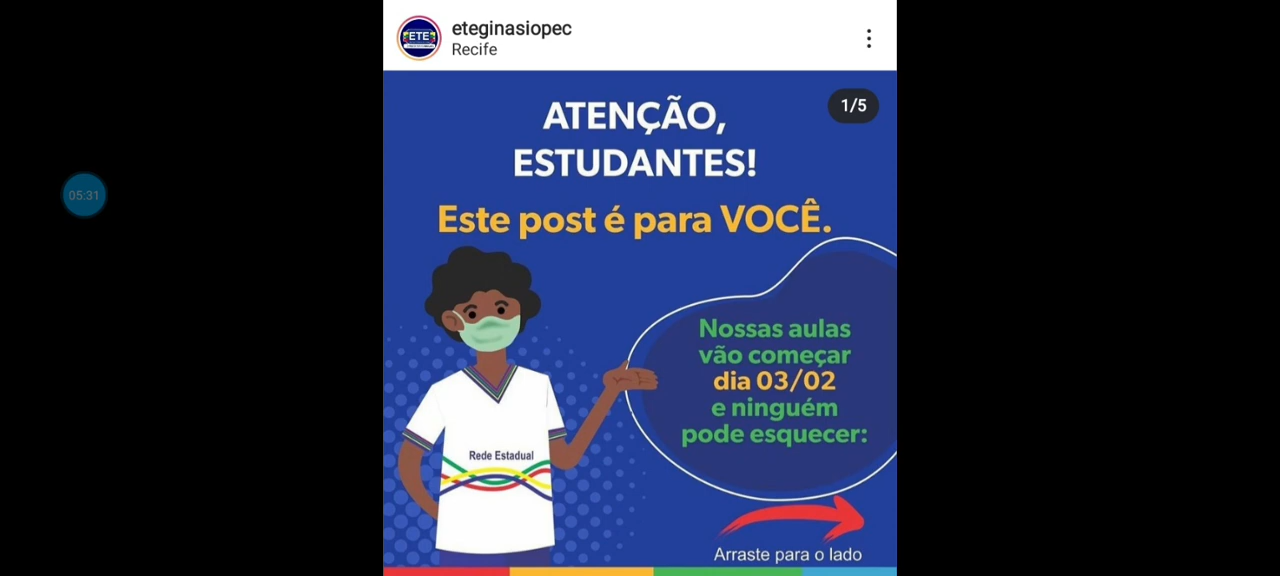 eteginasiopec
Recife
ETE
1/5
ATENÇÃO,
ESTUDANTES!
Este post é para VOCÊ.
05:31
Nossas aulas
vão começar
dia 03/02
e ninguém
pode esquecer:
Rede Estadual
Arraste para o lado